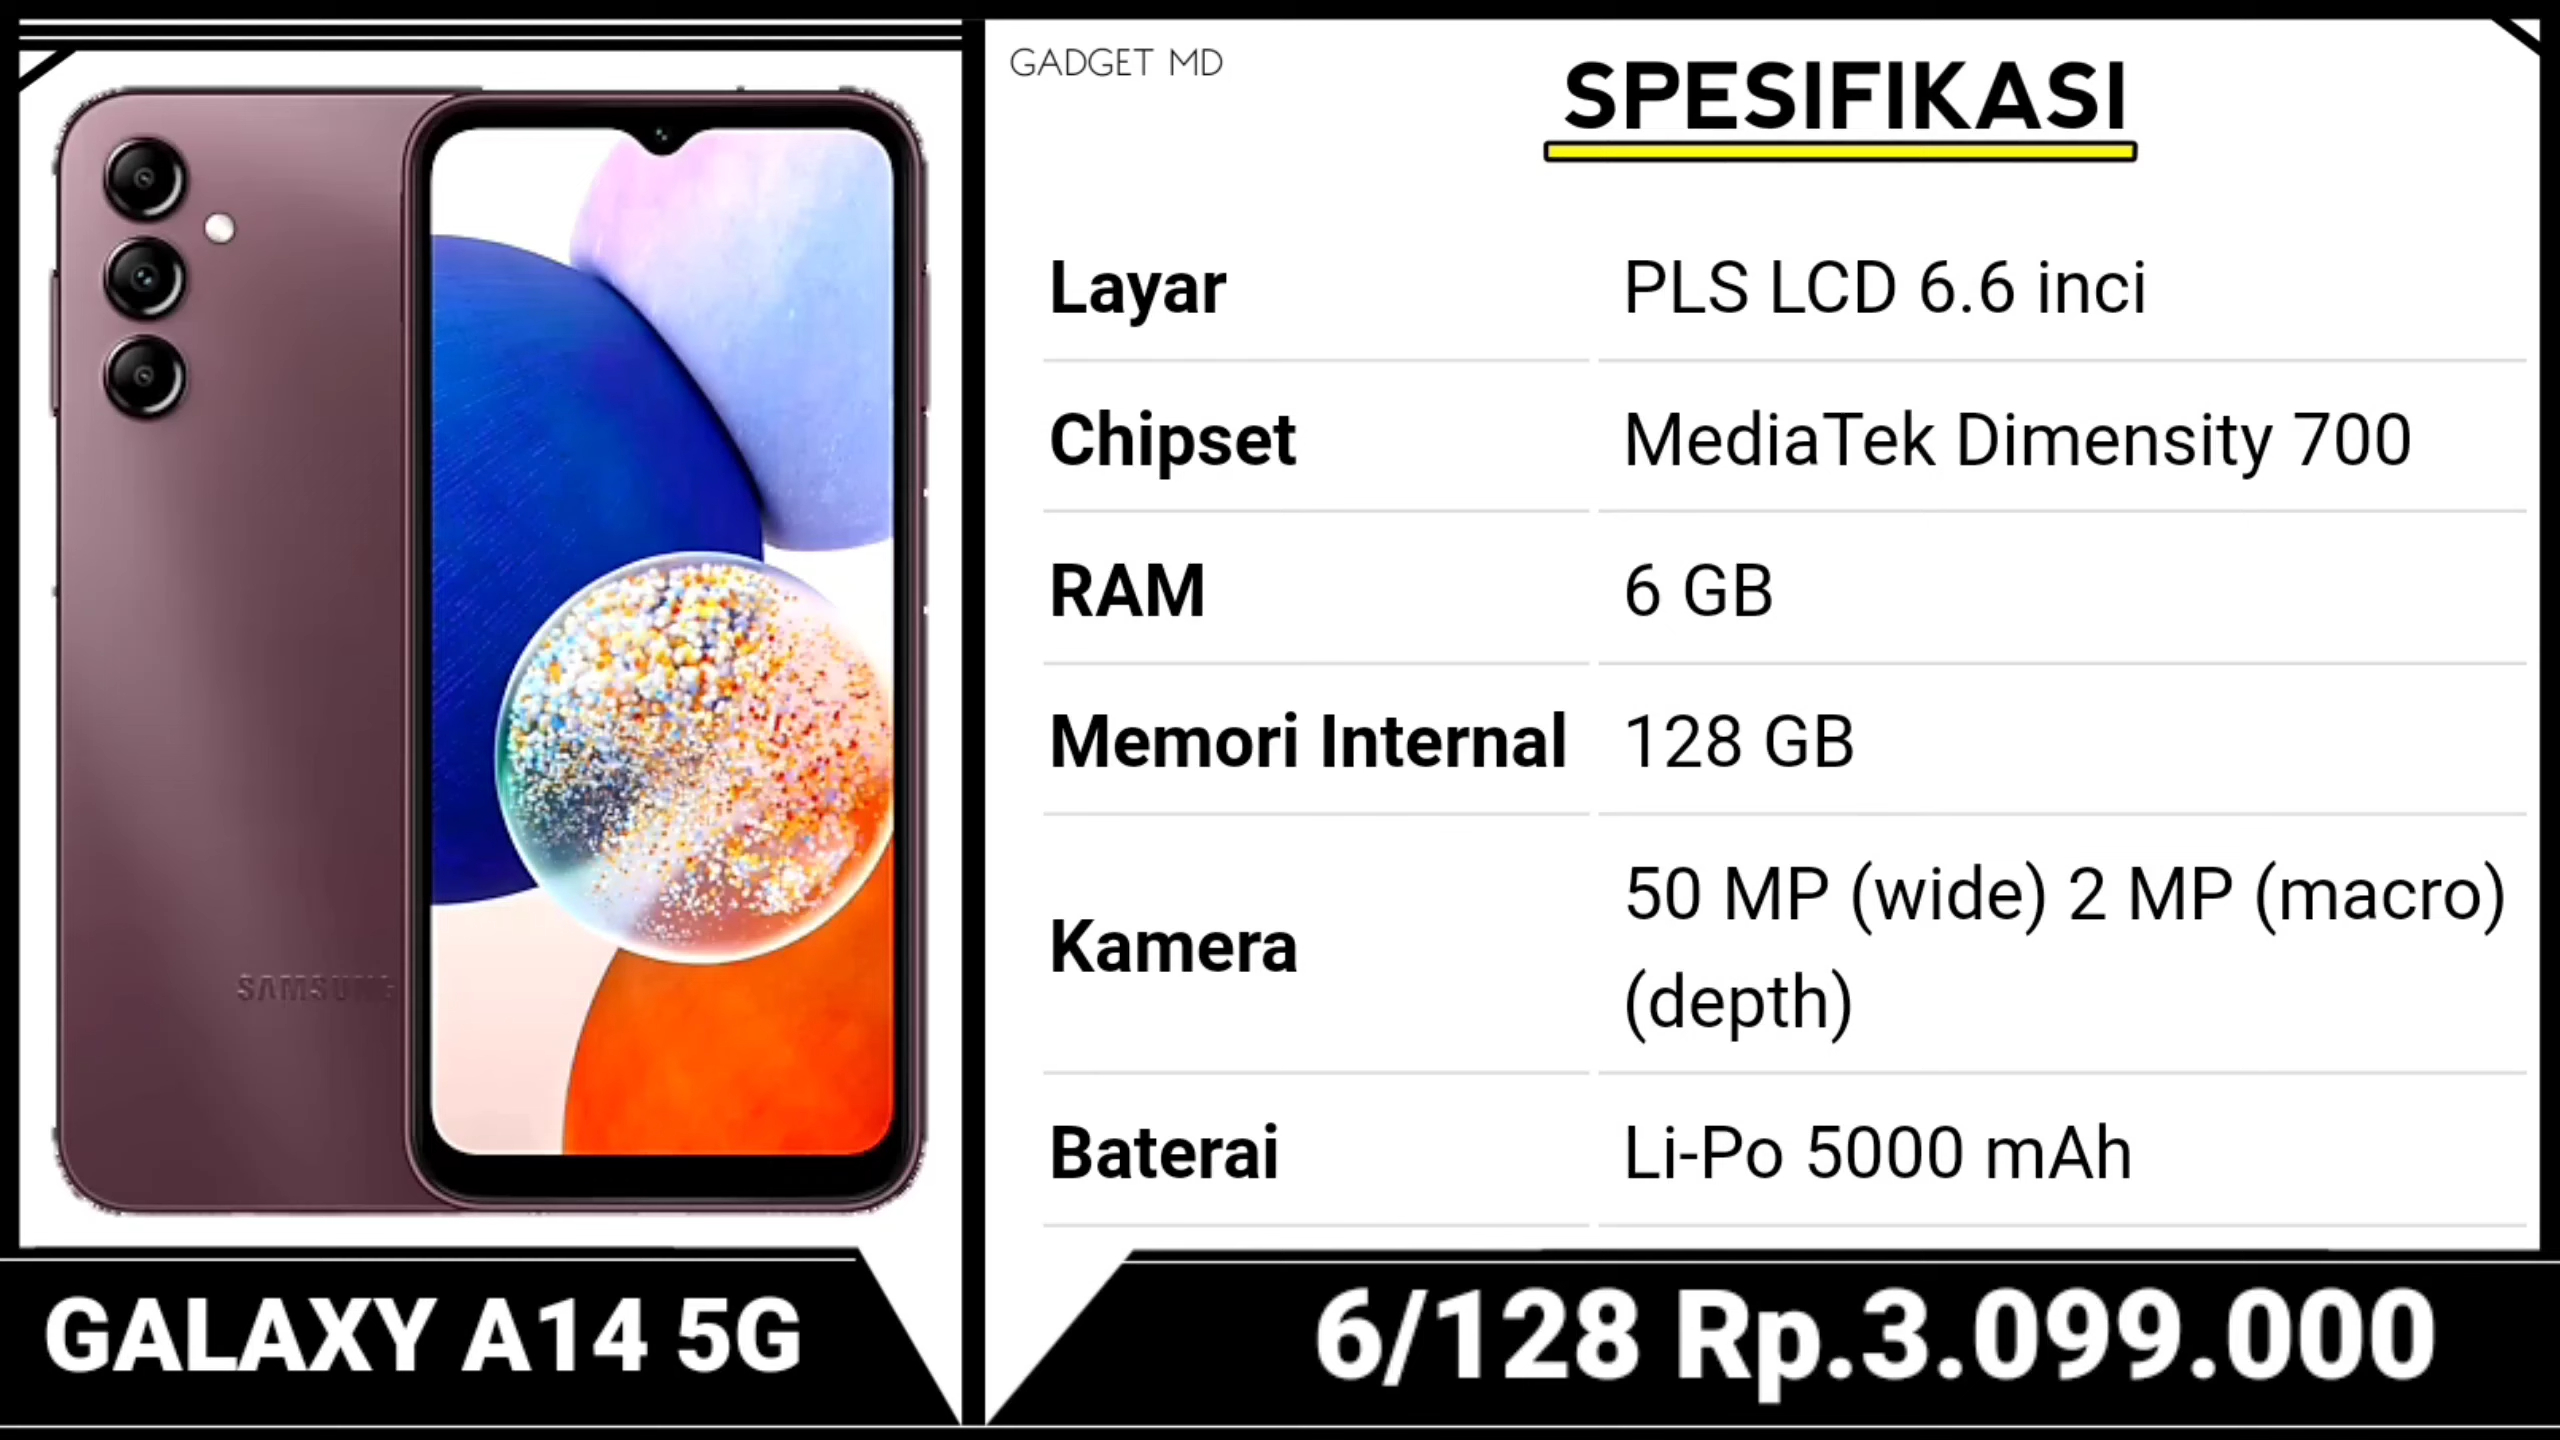 GADGET MD
SPESIFIKASI
Layar PLS LCD 6.6 inci
Chipset MediaTek Dimensity 700
RAM 6 GB
Memori Internal 128 GB
Kamera 50 MP (wide) 2 MP (macro)
(depth)
Baterai Li-Po 5000 mAh
SAMSUNG
GALAXY A14 5G
6/128 Rp.3.099.000